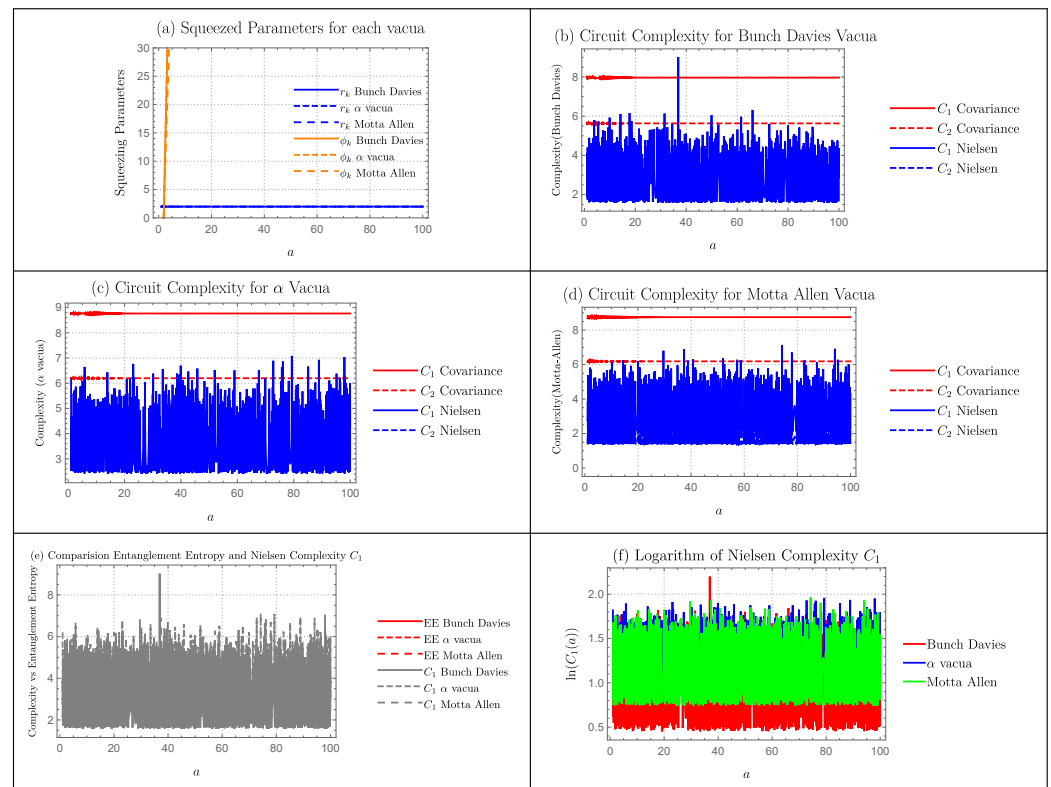 (a) Squeezed Parameters for each vacua
Squeezing Parameters
30
25
20
15
10
5
0
0 20 40 60 80 100
a
r_k Bunch Davies
r_k α vacua
r_k Motta Allen
ϕ_k Bunch Davies
ϕ_k α vacua
ϕ_k Motta Allen
(b) Circuit Complexity for Bunch Davies Vacua
Complexity(Bunch Davies)
8
6
4
2
0 20 40 60 80 100
a
C_1 Covariance
C_2 Covariance
C_1 Nielsen
C_2 Nielsen
(c) Circuit Complexity for α Vacua
Complexity (α vacua)
9
8
7
6
5
4
3
0 20 40 60 80 100
a
C_1 Covariance
C_2 Covariance
C_1 Nielsen
C_2 Nielsen
(d) Circuit Complexity for Motta Allen Vacua
Complexity(Motta-Allen)
8
6
4
2
0
0 20 40 60 80 100
a
C_1 Covariance
C_2 Covariance
C_1 Nielsen
C_2 Nielsen
(e) Comparision Entanglement Entropy and Nielsen Complexity C_1
Complexity vs Entanglement Entropy
8
6
4
2
0 20 40 60 80 100
a
EE Bunch Davies
EE α vacua
EE Motta Allen
C_1 Bunch Davies
C_1 α vacua
C_1 Motta Allen
(f) Logarithm of Nielsen Complexity C_1
ln(C_1(a))
2.0
1.5
1.0
0.5
0 20 40 60 80 100
a
Bunch Davies
α vacua
Motta Allen